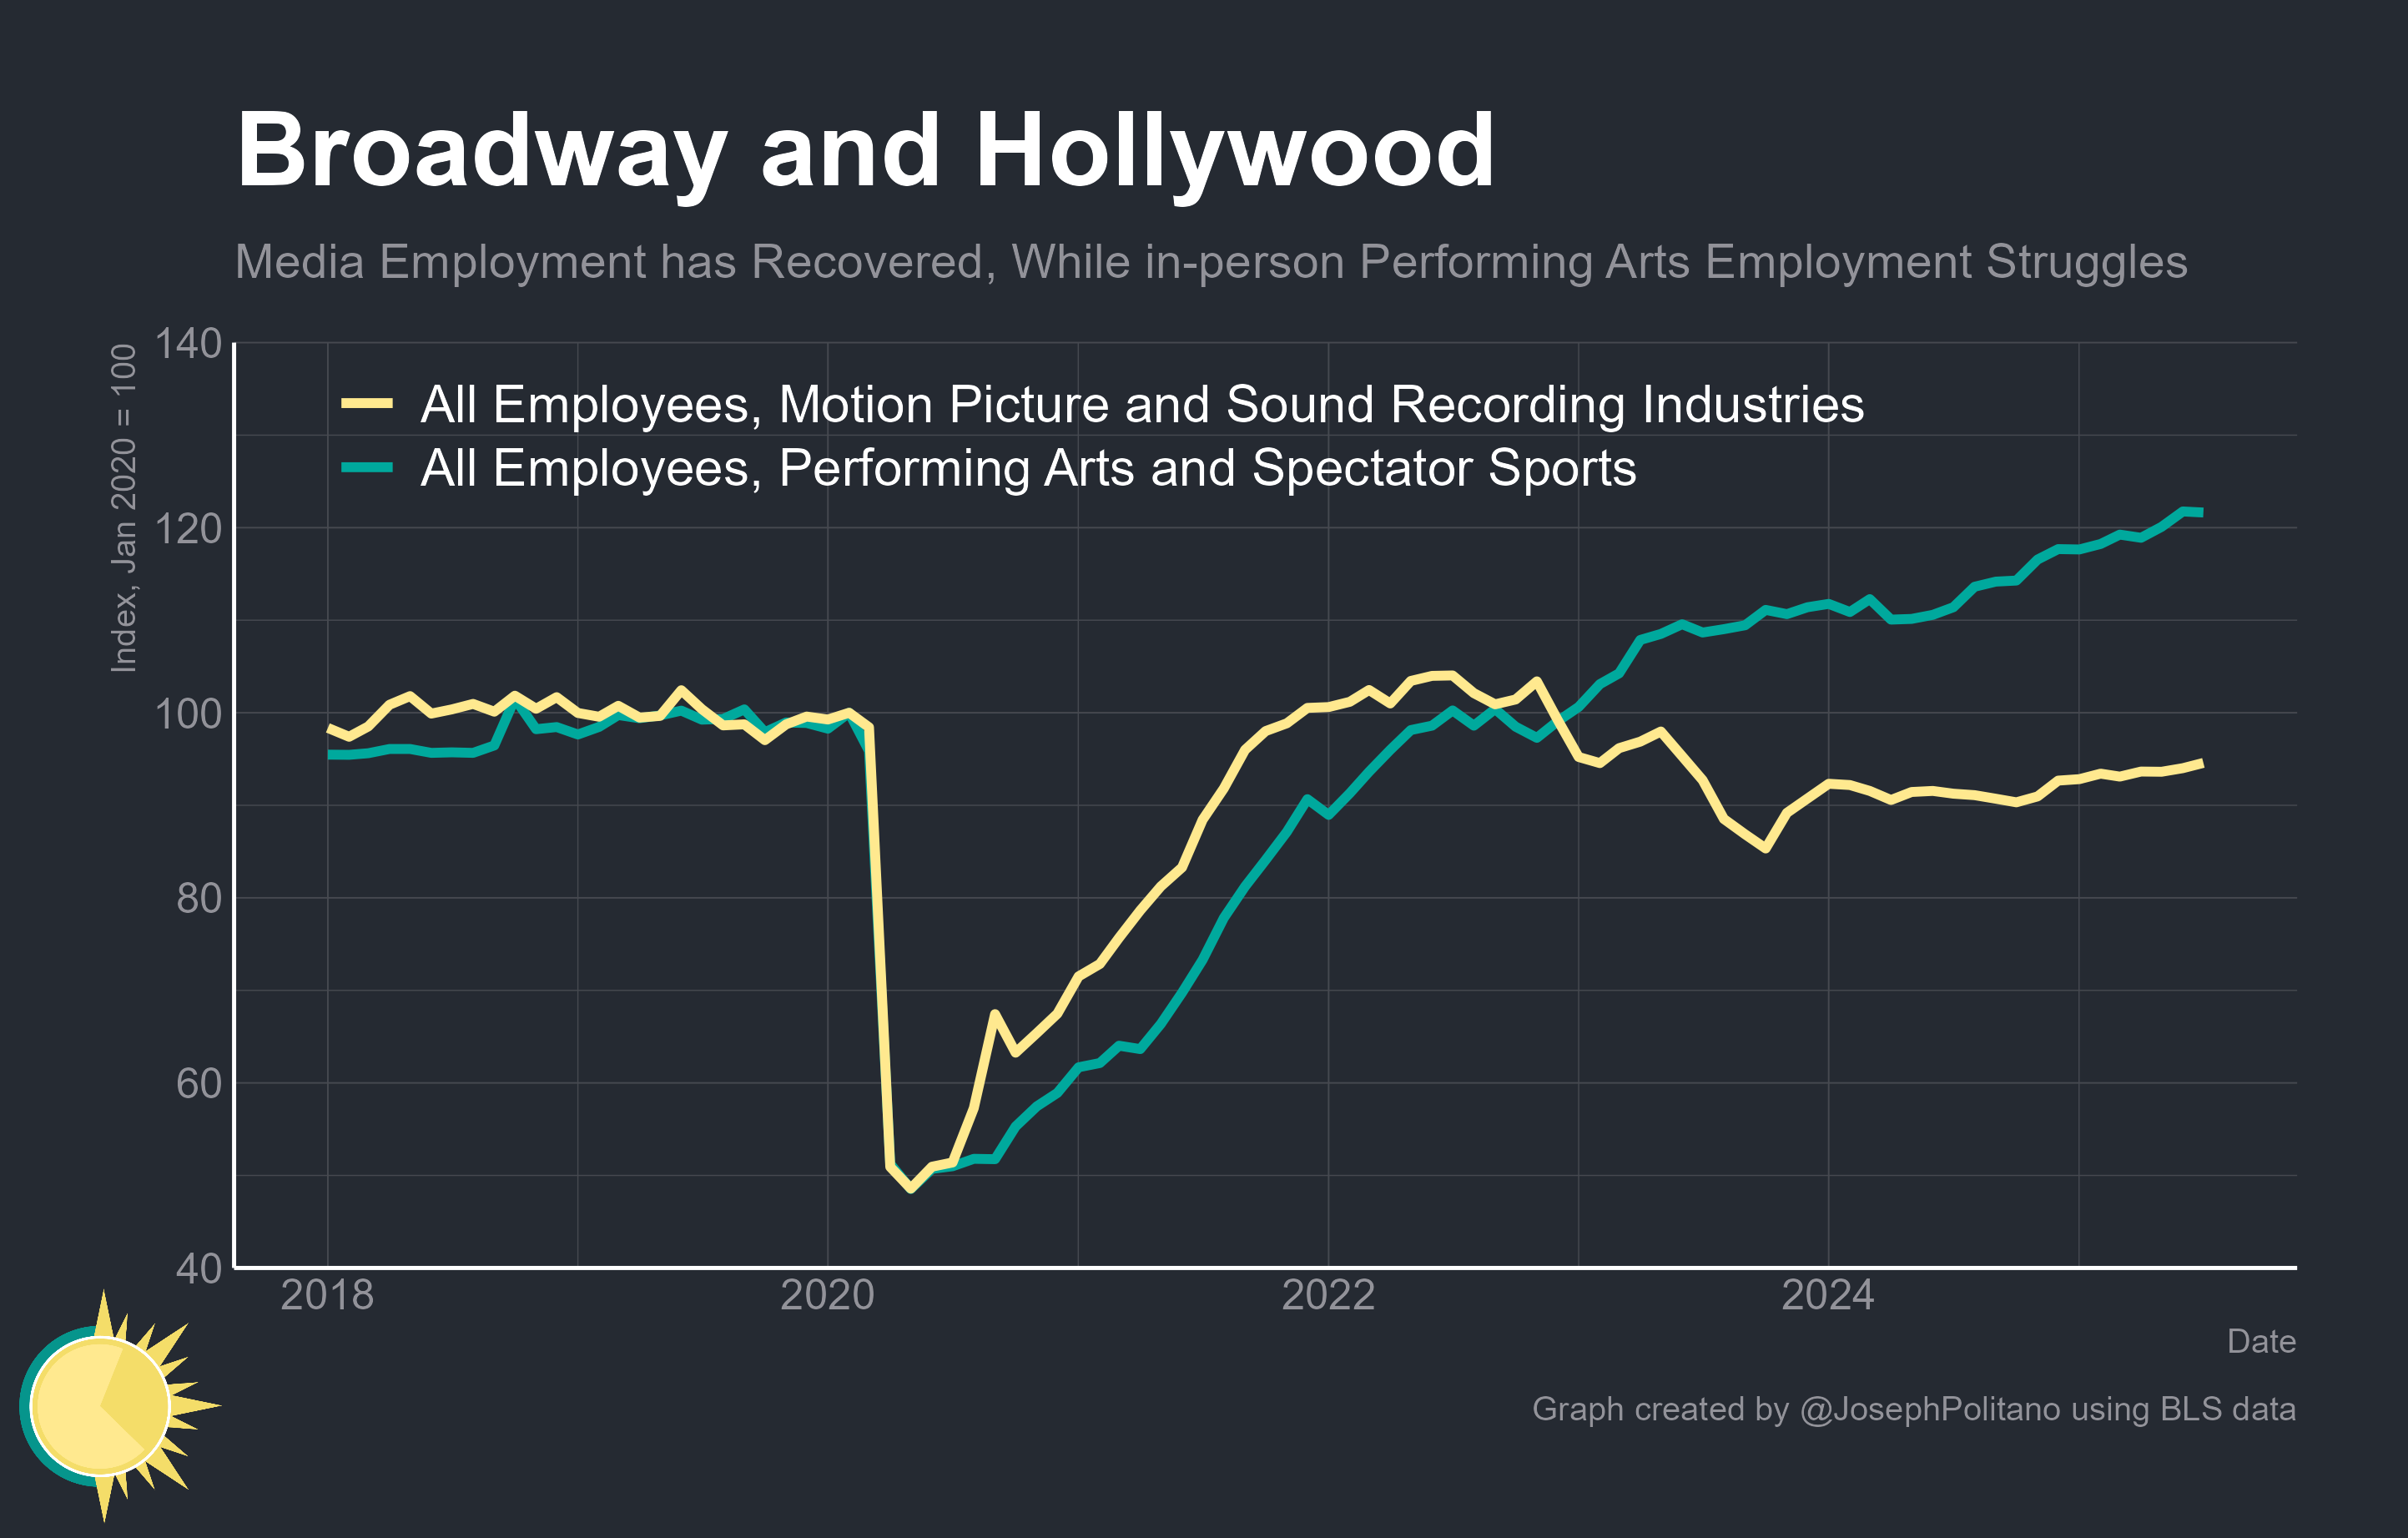 Broadway and Hollywood
Media Employment has Recovered, While in-person Performing Arts Employment Struggles
Index, Jan 2020 = 100
140
120
100
80
60
40
All Employees, Motion Picture and Sound Recording Industries
All Employees, Performing Arts and Spectator Sports
2018
2020
2022
2024
Date
Graph created by @JosephPolitano using BLS data